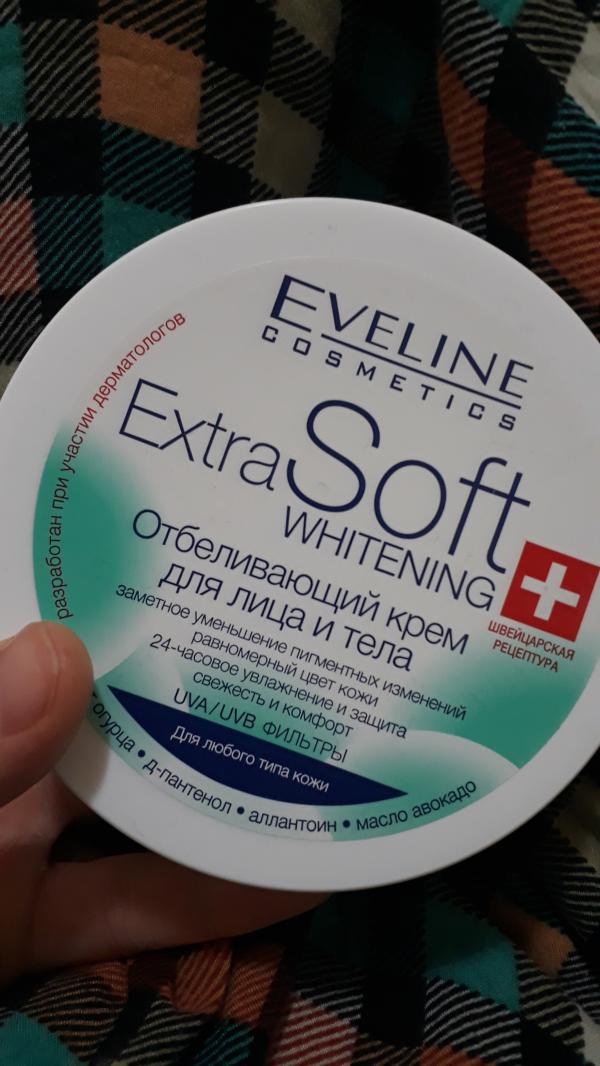 EVELINE
COSMETICS
разработан при участии дерматологов
Extra Soft
WHITENING
Отбеливающий крем
для лица и тела
заметное уменьшение пигментных изменений
равномерный цвет кожи
24-часовое увлажнение и защита
свежесть и комфорт
UVA/UVB ФИЛЬТРЫ
Для любого типа кожи
ШВЕЙЦАРСКАЯ
РЕЦЕПТУРА
огурца • д-пантенол • аллантоин • масло авокадо